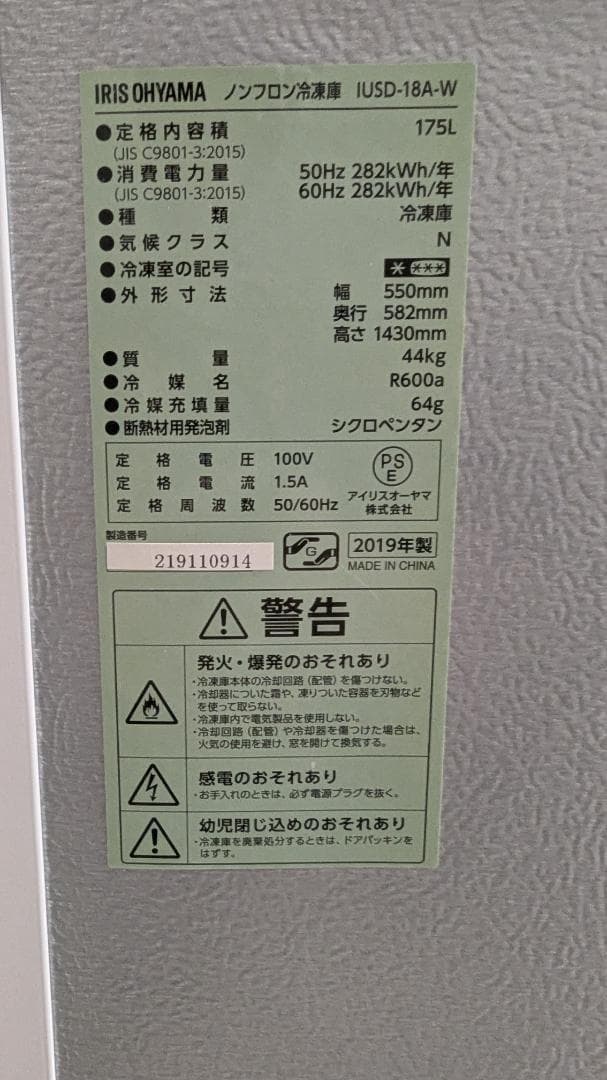 IRIS OHYAMA ノンフロン冷凍庫 IUSD-18A-W
●定格内容積 175L
(JIS C9801-3:2015)
●消費電力量 50Hz 282kWh/年
(JIS C9801-3:2015) 60Hz 282kWh/年
●種類 冷凍庫
●気候クラス N
●冷凍室の記号 * ***
●外形寸法 幅 550mm
奥行 582mm
高さ 1430mm
●質量 44kg
●冷媒名 R600a
●冷媒充填量 64g
●断熱材用発泡剤 シクロペンタン
定格電圧 100V
定格電流 1.5A
定格周波数 50/60Hz
PS
E
アイリスオーヤマ
株式会社
製造番号
219110914
G
2019年製
MADE IN CHINA
警告
発火・爆発のおそれあり
・冷凍庫本体の冷却回路（配管）を傷つけない。
・冷却器についた霜や、凍りついた容器を刃物など
を使って取らない。
・冷凍庫内で電気製品を使用しない。
・冷却回路（配管）や冷却器を傷つけた場合は、
火気の使用を避け、窓を開けて換気する。
感電のおそれあり
・お手入れのときは、必ず電源プラグを抜く。
幼児閉じ込めのおそれあり
・冷凍庫を廃棄処分するときは、ドアパッキンを
はずす。